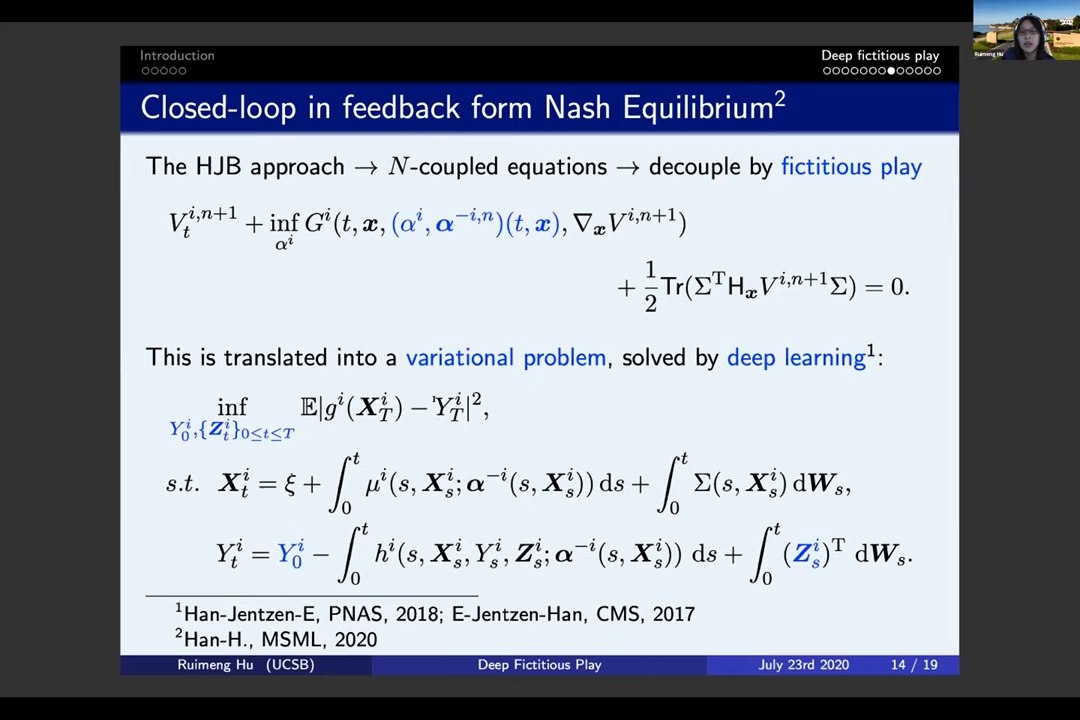 Ruimeng Hu
Introduction
Deep fictitious play
Closed-loop in feedback form Nash Equilibrium²
The HJB approach → N-coupled equations → decouple by fictitious play
V_t^{i,n+1} + inf_{α^i} G^i(t, x, (α^i, α^{-i,n})(t, x), ∇_x V^{i,n+1})
+ 1/2 Tr(Σ^T H_x V^{i,n+1} Σ) = 0.
This is translated into a variational problem, solved by deep learning¹:
inf_{Y_0^i, {Z_t^i}_{0≤t≤T}} 𝔼|g^i(X_T^i) − Y_T^i|²,
s.t. X_t^i = ξ + ∫_0^t μ^i(s, X_s^i; α^{-i}(s, X_s^i)) ds + ∫_0^t Σ(s, X_s^i) dW_s,
Y_t^i = Y_0^i − ∫_0^t h^i(s, X_s^i, Y_s^i, Z_s^i; α^{-i}(s, X_s^i)) ds + ∫_0^t (Z_s^i)^T dW_s.
¹Han-Jentzen-E, PNAS, 2018; E-Jentzen-Han, CMS, 2017
²Han-H., MSML, 2020
Ruimeng Hu (UCSB) Deep Fictitious Play July 23rd 2020 14 / 19